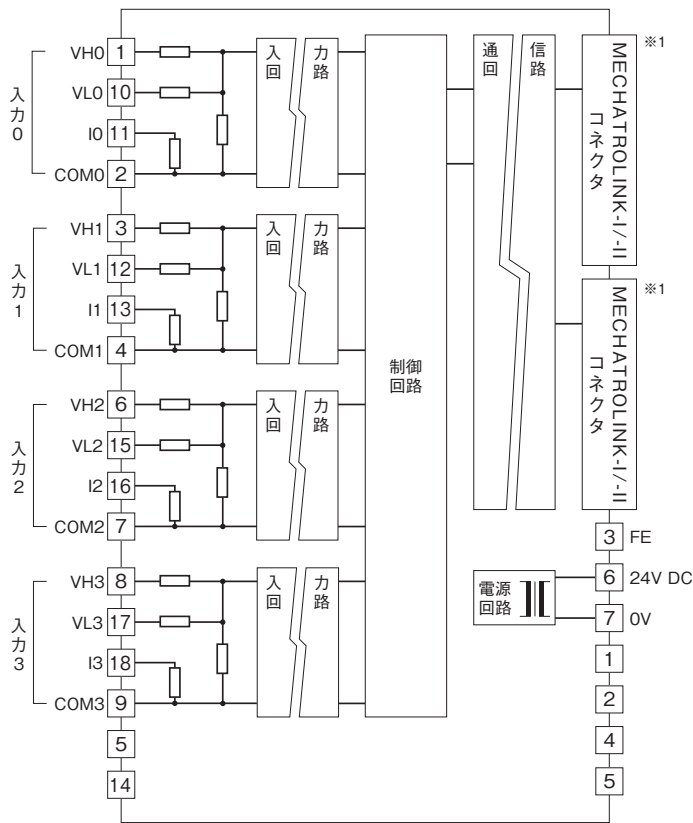 入力0
VH0 1
VL0 10
I0 11
COM0 2
入力回路
入力1
VH1 3
VL1 12
I1 13
COM1 4
入力回路
入力2
VH2 6
VL2 15
I2 16
COM2 7
入力回路
入力3
VH3 8
VL3 17
I3 18
COM3 9
入力回路
5
14
制御
回路
通信回路
MECHATROLINK-I/-II
コネクタ
※1
MECHATROLINK-I/-II
コネクタ
※1
電源
回路
3 FE
6 24V DC
7 0V
1
2
4
5